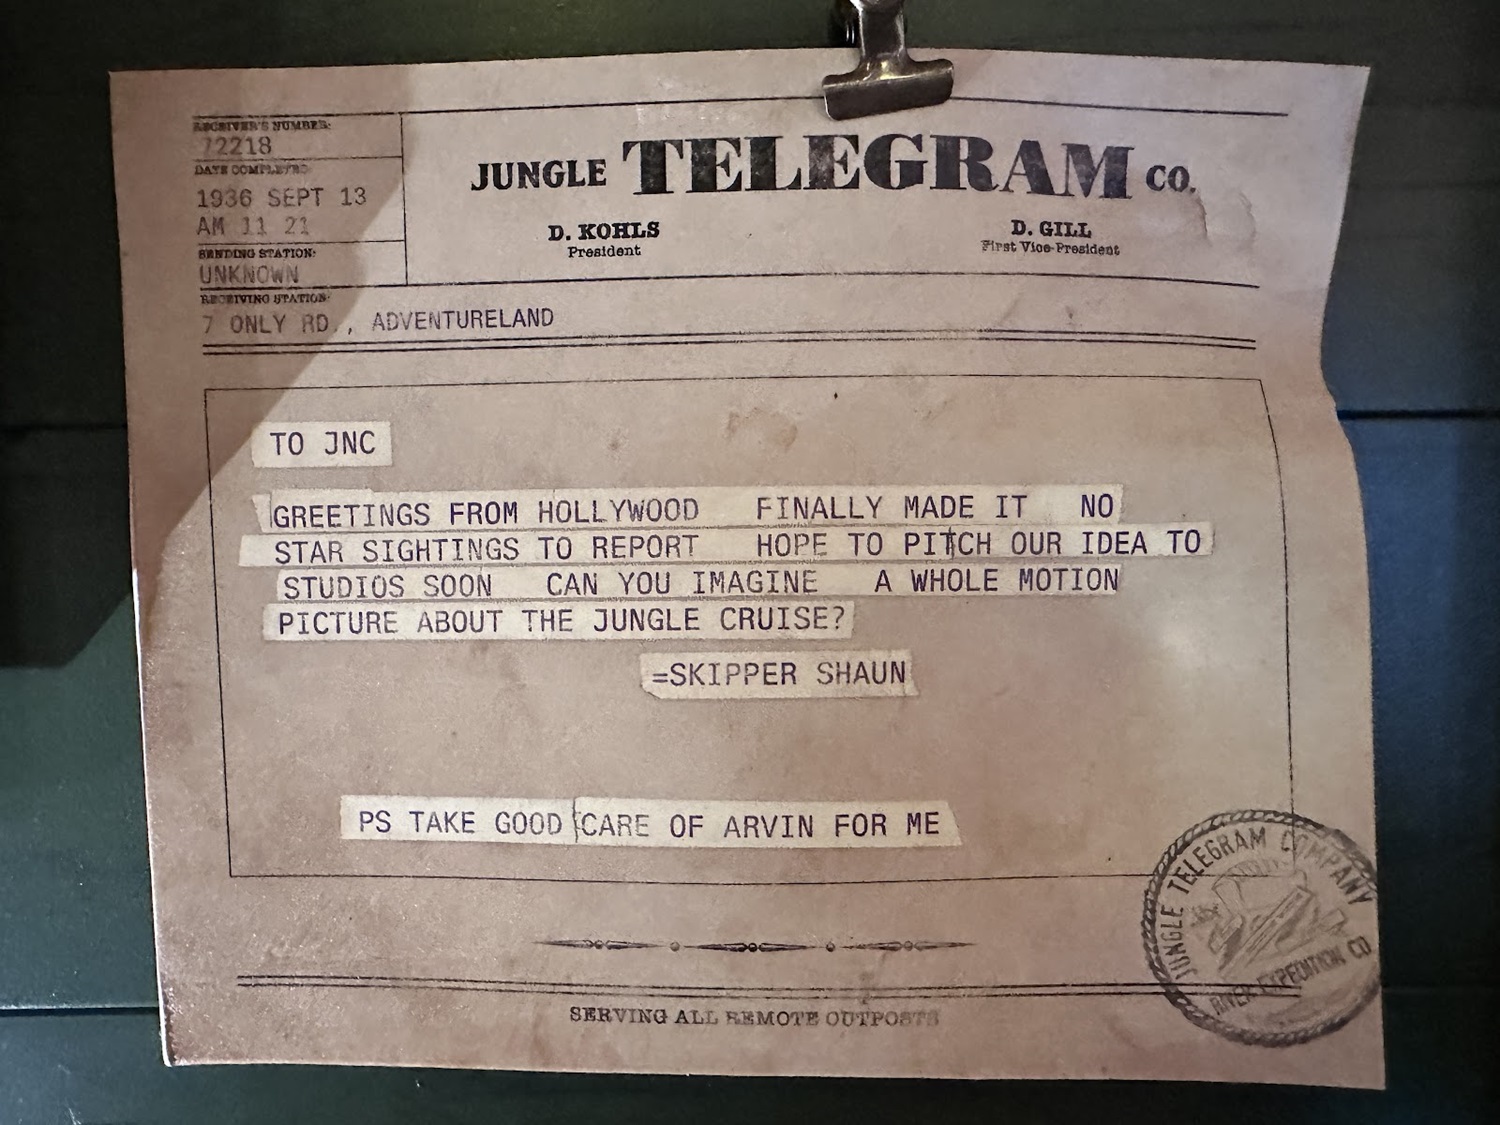 RECEIVER'S NUMBER:
72218
DATE COMPLETED
1936 SEPT 13
AM 11 21
SENDING STATION:
UNKNOWN
RECEIVING STATION:
7 ONLY RD., ADVENTURELAND
JUNGLE TELEGRAM CO.
D. KOHLS
President
D. GILL
First Vice-President
TO JNC
GREETINGS FROM HOLLYWOOD FINALLY MADE IT NO
STAR SIGHTINGS TO REPORT HOPE TO PITCH OUR IDEA TO
STUDIOS SOON CAN YOU IMAGINE A WHOLE MOTION
PICTURE ABOUT THE JUNGLE CRUISE?
=SKIPPER SHAUN
PS TAKE GOOD CARE OF ARVIN FOR ME
JUNGLE TELEGRAM COMPANY
RIVER EXPEDITION CO
SERVING ALL REMOTE OUTPOSTS